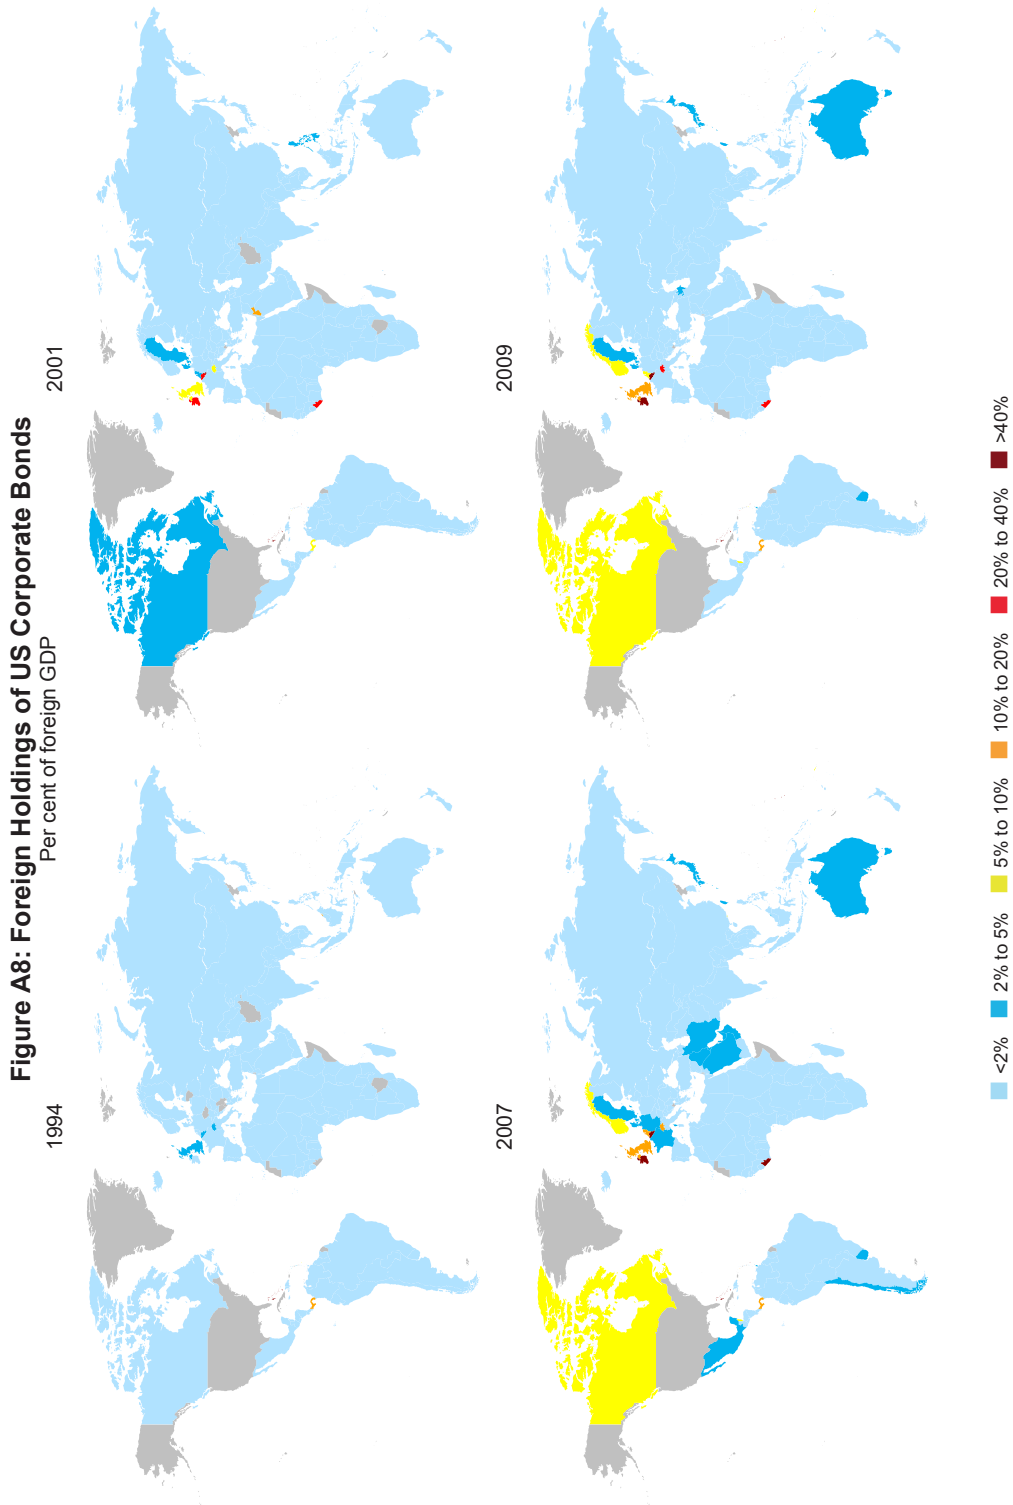 Figure A8: Foreign Holdings of US Corporate Bonds
Per cent of foreign GDP
1994
2001
2007
2009
<2%
2% to 5%
5% to 10%
10% to 20%
20% to 40%
>40%